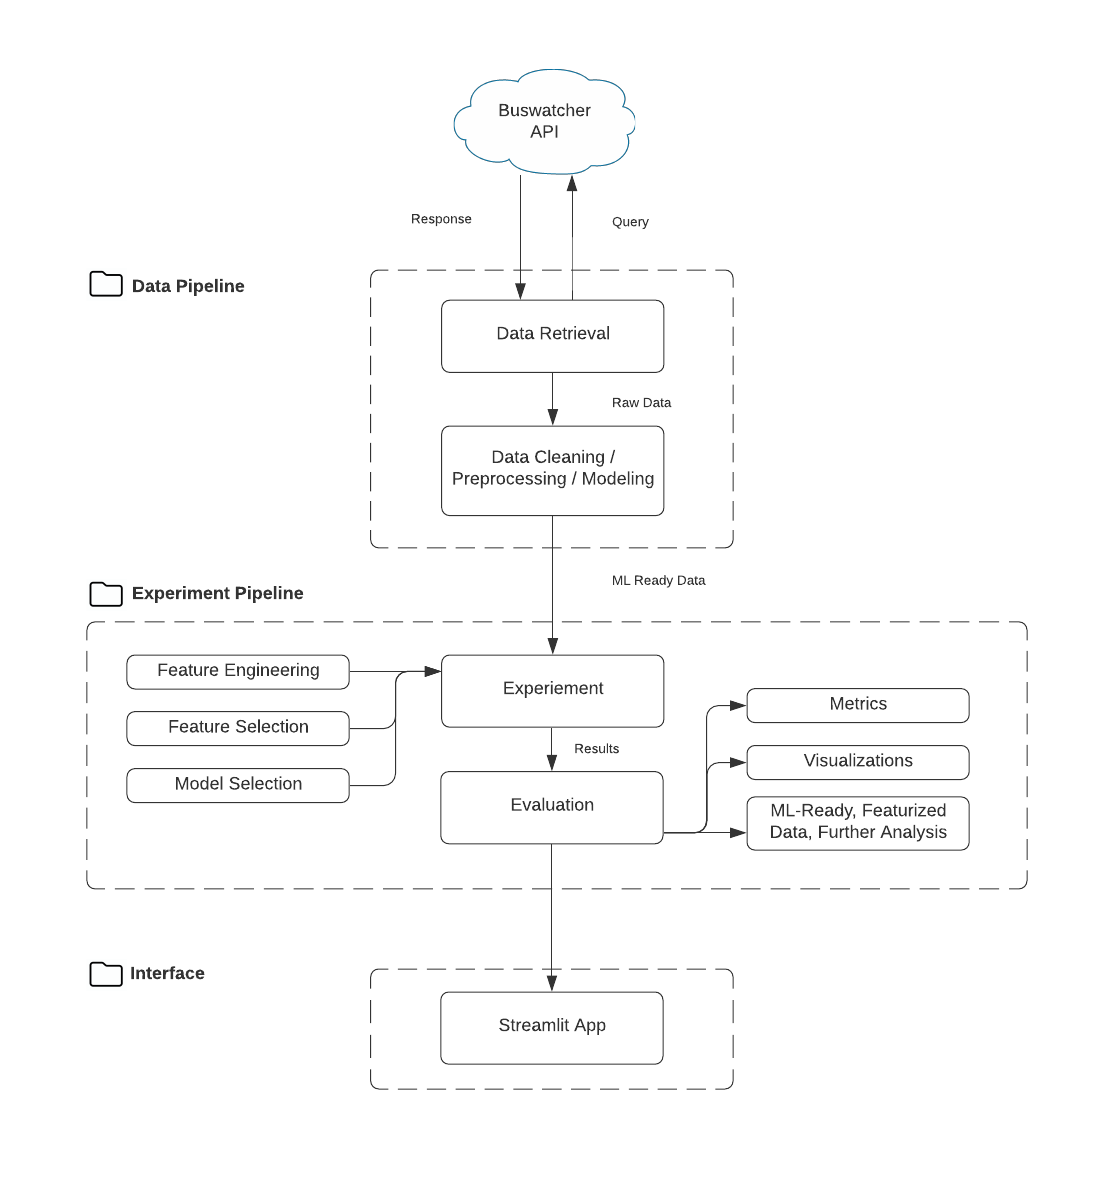 Buswatcher
API
Response
Query
Data Pipeline
Data Retrieval
Raw Data
Data Cleaning /
Preprocessing / Modeling
ML Ready Data
Experiment Pipeline
Feature Engineering
Feature Selection
Model Selection
Experiement
Results
Evaluation
Metrics
Visualizations
ML-Ready, Featurized
Data, Further Analysis
Interface
Streamlit App